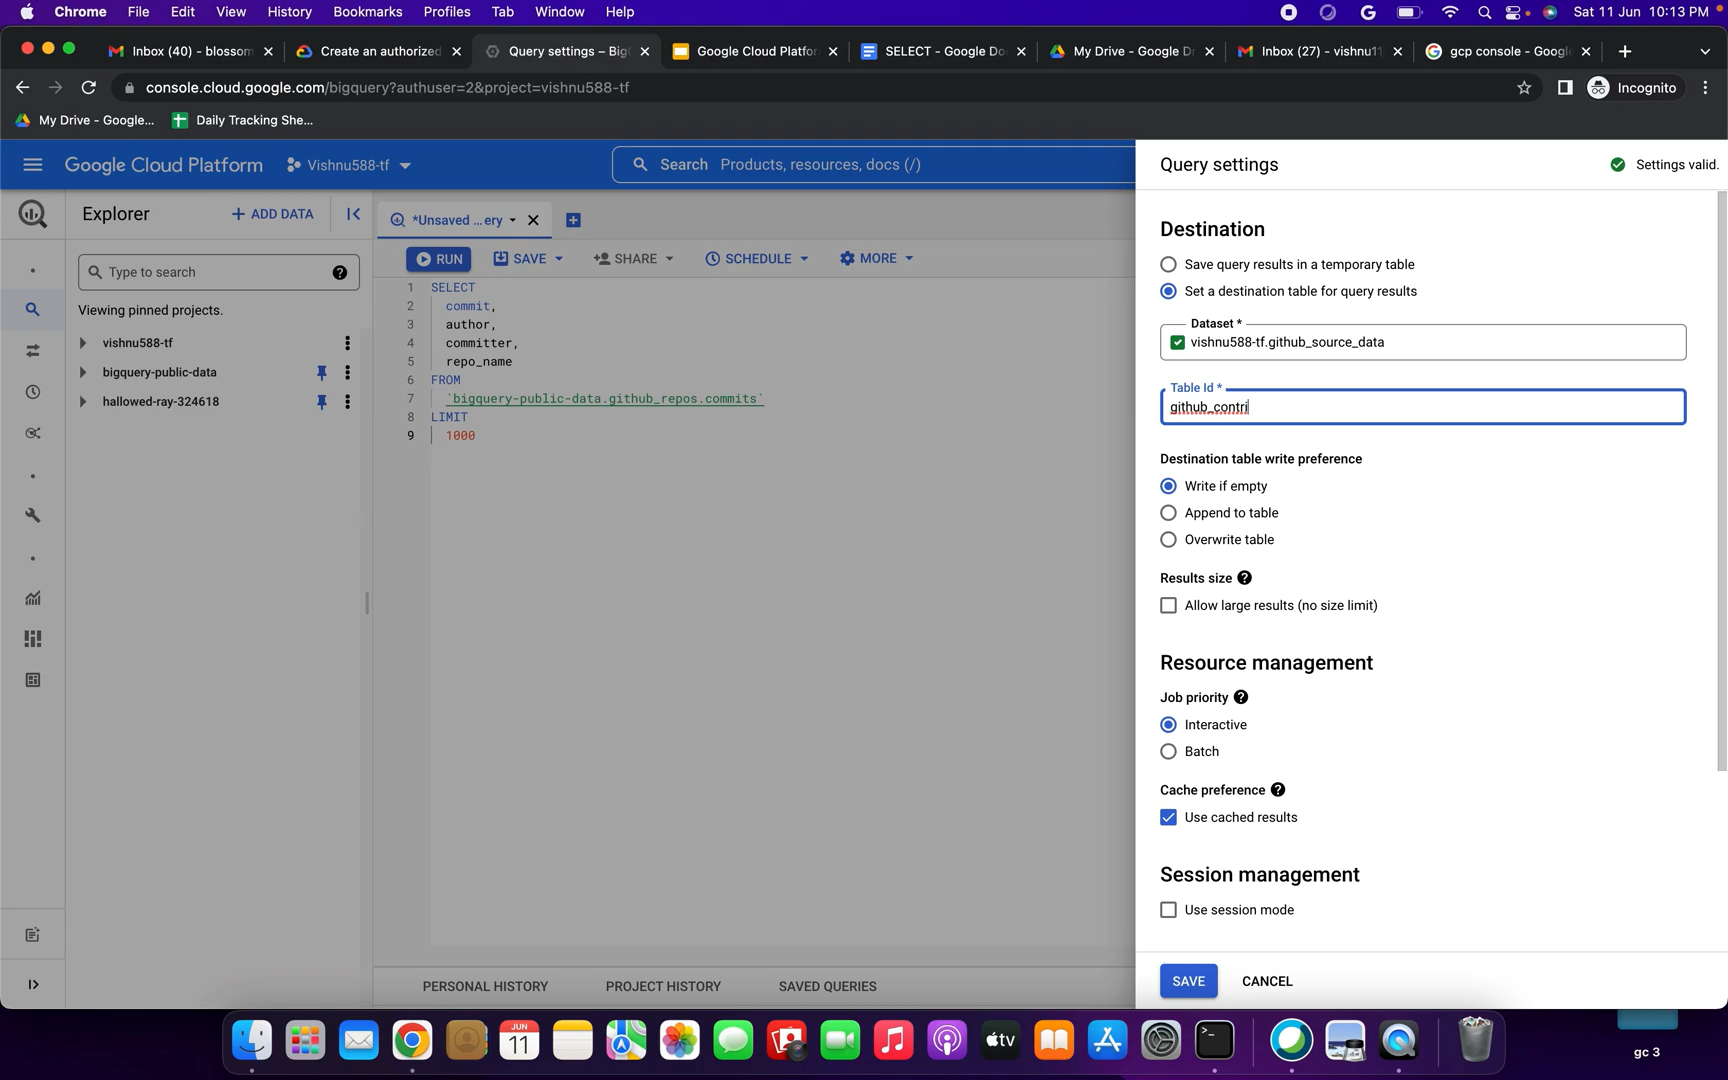 Chrome File Edit View History Bookmarks Profiles Tab Window Help Sat 11 Jun 10:13 PM
Inbox (40) - blossom Create an authorized Query settings – Big Google Cloud Platfor SELECT - Google Do My Drive - Google Dr Inbox (27) - vishnu11 gcp console - Googl
console.cloud.google.com/bigquery?authuser=2&project=vishnu588-tf Incognito
My Drive - Google... Daily Tracking She...
Google Cloud Platform Vishnu588-tf Search Products, resources, docs (/)
Explorer + ADD DATA
Type to search
Viewing pinned projects.
vishnu588-tf
bigquery-public-data
hallowed-ray-324618
*Unsaved ...ery
RUN SAVE SHARE SCHEDULE MORE
1 SELECT
2 commit,
3 author,
4 committer,
5 repo_name
6 FROM
7 `bigquery-public-data.github_repos.commits`
8 LIMIT
9 1000
PERSONAL HISTORY PROJECT HISTORY SAVED QUERIES
Query settings Settings valid.
Destination
Save query results in a temporary table
Set a destination table for query results
Dataset *
vishnu588-tf.github_source_data
Table Id *
github_contri
Destination table write preference
Write if empty
Append to table
Overwrite table
Results size
Allow large results (no size limit)
Resource management
Job priority
Interactive
Batch
Cache preference
Use cached results
Session management
Use session mode
SAVE CANCEL
JUN
11
tv
gc 3